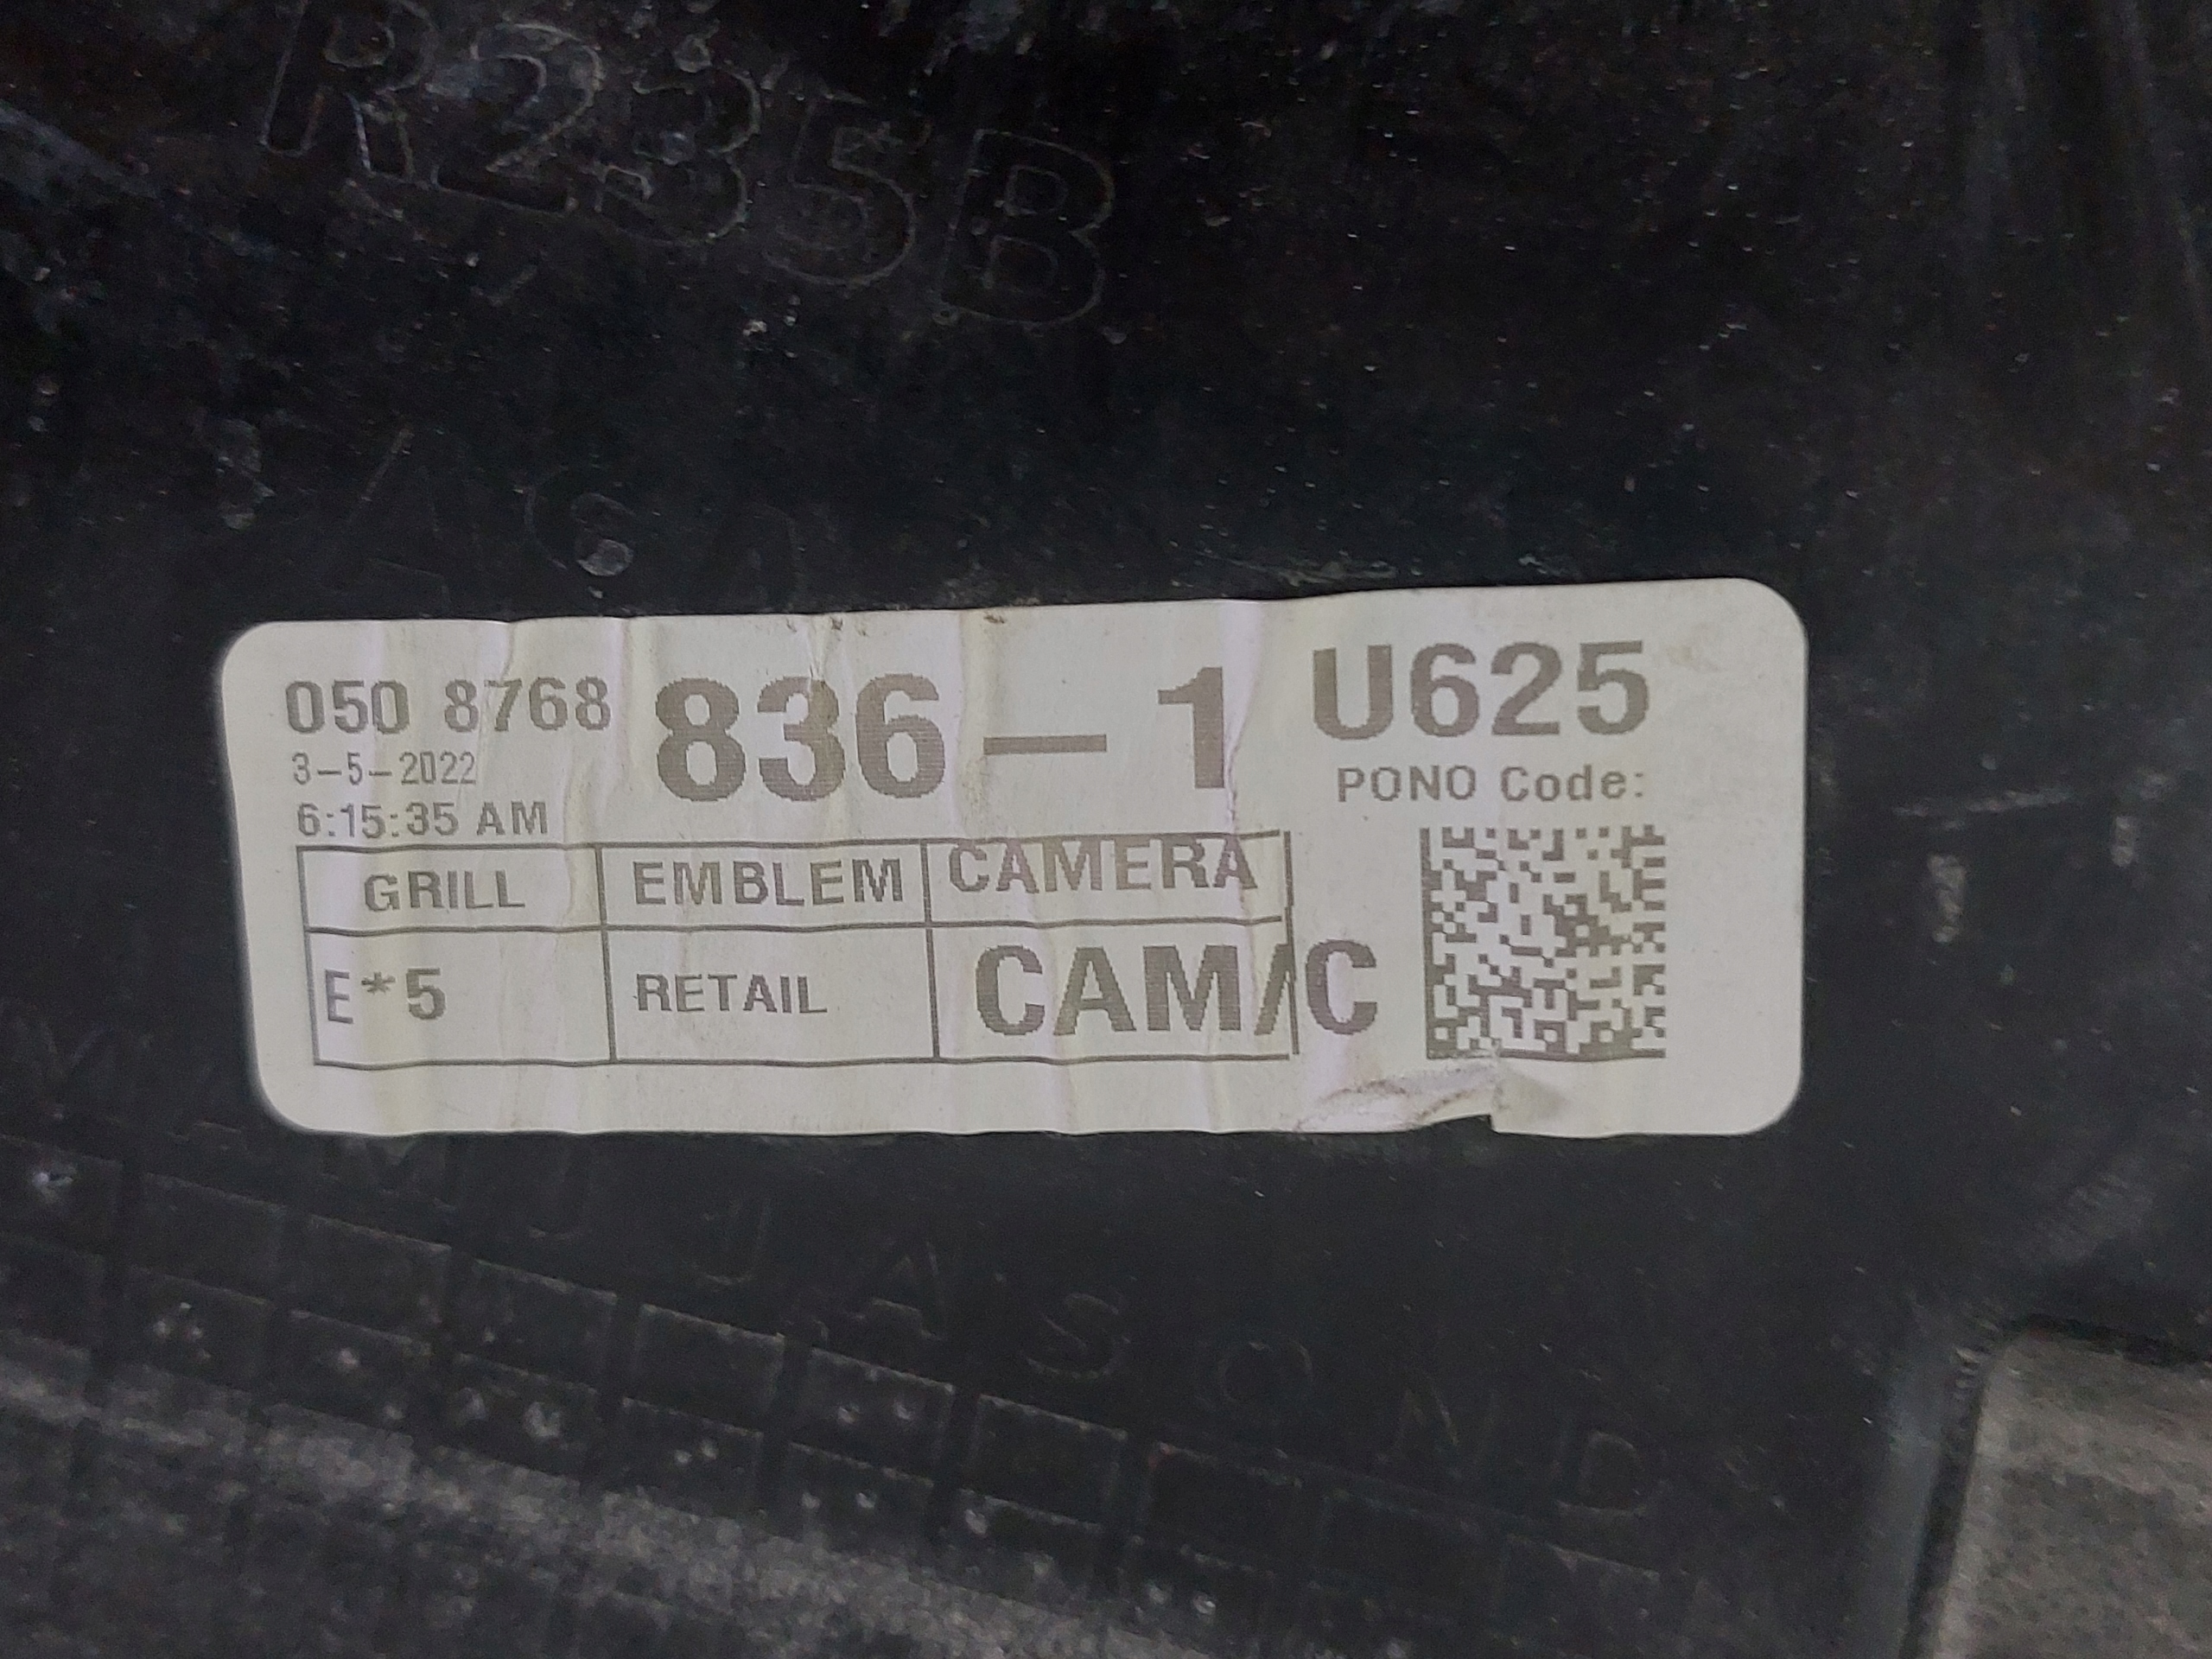 R235B
050 8768 836-1 U625
3-5-2022
6:15:35 AM
PONO Code:
GRILL EMBLEM CAMERA
E*5 RETAIL CAM/C
M J J A S O N D